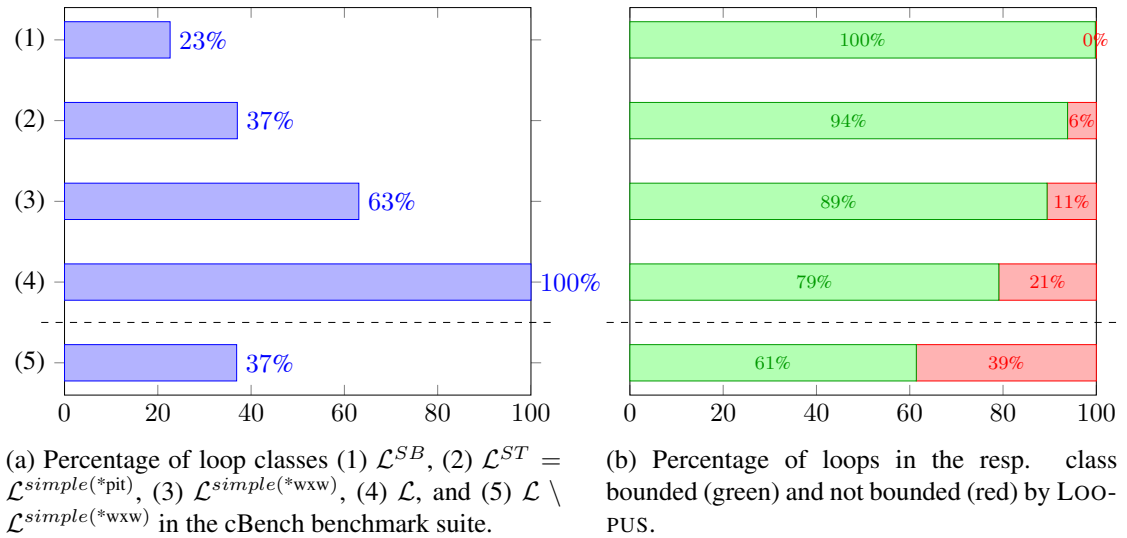 (1) 23%
(2) 37%
(3) 63%
(4) 100%
(5) 37%
0 20 40 60 80 100
(a) Percentage of loop classes (1) ℒ^{SB}, (2) ℒ^{ST} =
ℒ^{simple(*pit)}, (3) ℒ^{simple(*wxw)}, (4) ℒ, and (5) ℒ \
ℒ^{simple(*wxw)} in the cBench benchmark suite.
100% 0%
94% 6%
89% 11%
79% 21%
61% 39%
0 20 40 60 80 100
(b) Percentage of loops in the resp. class
bounded (green) and not bounded (red) by LOO-
PUS.